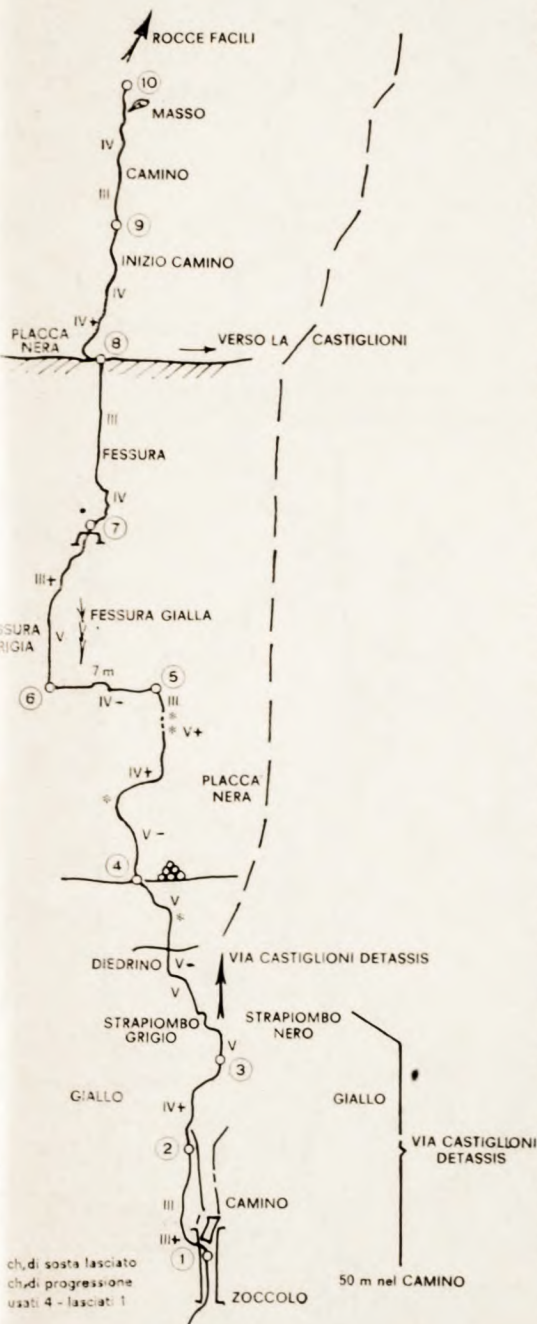 ROCCE FACILI
10
MASSO
IV
CAMINO
III
9
INIZIO CAMINO
IV
IV+
PLACCA
NERA
8
VERSO LA CASTIGLIONI
III
FESSURA
IV
7
III+
FESSURA GIALLA
SSURA
V
RIGIA
7 m
6
IV-
5
III
V+
IV+
PLACCA
NERA
V-
4
V
DIEDRINO
V-
VIA CASTIGLIONI DETASSIS
V
STRAPIOMBO
GRIGIO
STRAPIOMBO
NERO
V
3
GIALLO
GIALLO
IV+
2
VIA CASTIGLIONI
DETASSIS
III
CAMINO
III+
1
ch. di sosta lasciato
ch. di progressione
usati 4 - lasciati 1
ZOCCOLO
50 m nel CAMINO